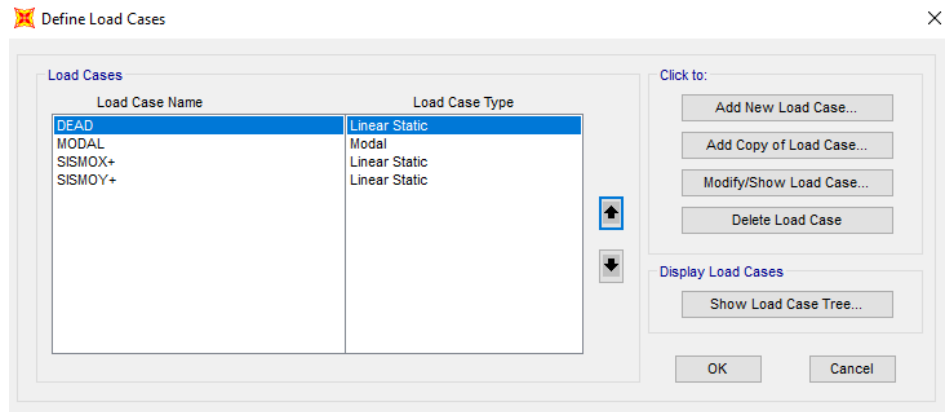 Define Load Cases
Load Cases
Click to:
Load Case Name Load Case Type
DEAD Linear Static
MODAL Modal
SISMOX+ Linear Static
SISMOY+ Linear Static
Add New Load Case...
Add Copy of Load Case...
Modify/Show Load Case...
Delete Load Case
Display Load Cases
Show Load Case Tree...
OK Cancel